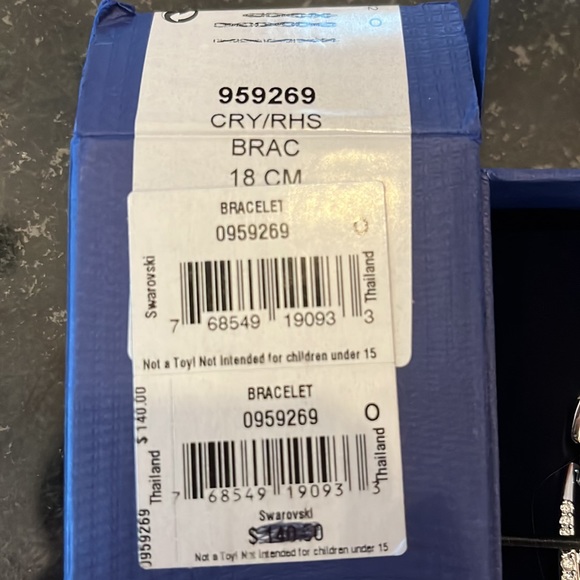 2
O
959269
CRY/RHS
BRAC
18 CM
BRACELET
0959269
O
Swarovski
Thailand
7 68549 19093 3
Not a Toy! Not Intended for children under 15
BRACELET
0959269
O
$140.00
Thailand
0959269
Thailand
7 68549 19093 3
Swarovski
$ 140.00
Not a Toy! Not Intended for children under 15